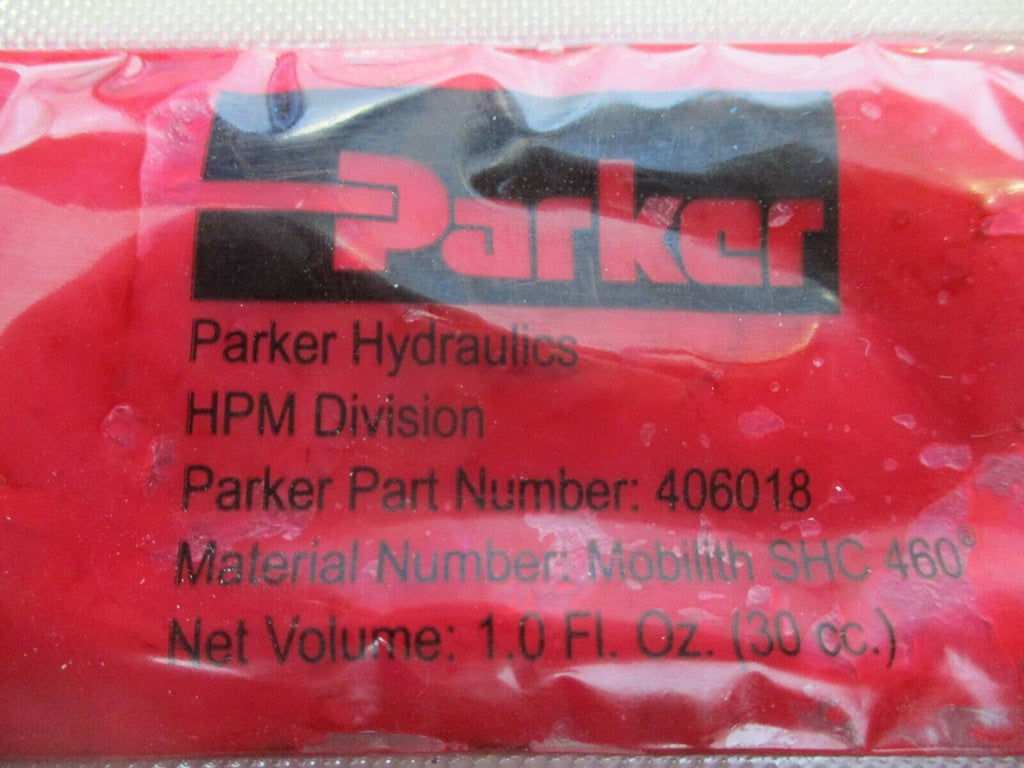 Parker
Parker Hydraulics
HPM Division
Parker Part Number: 406018
Material Number: Mobilith SHC 460®
Net Volume: 1.0 Fl. Oz. (30 cc.)